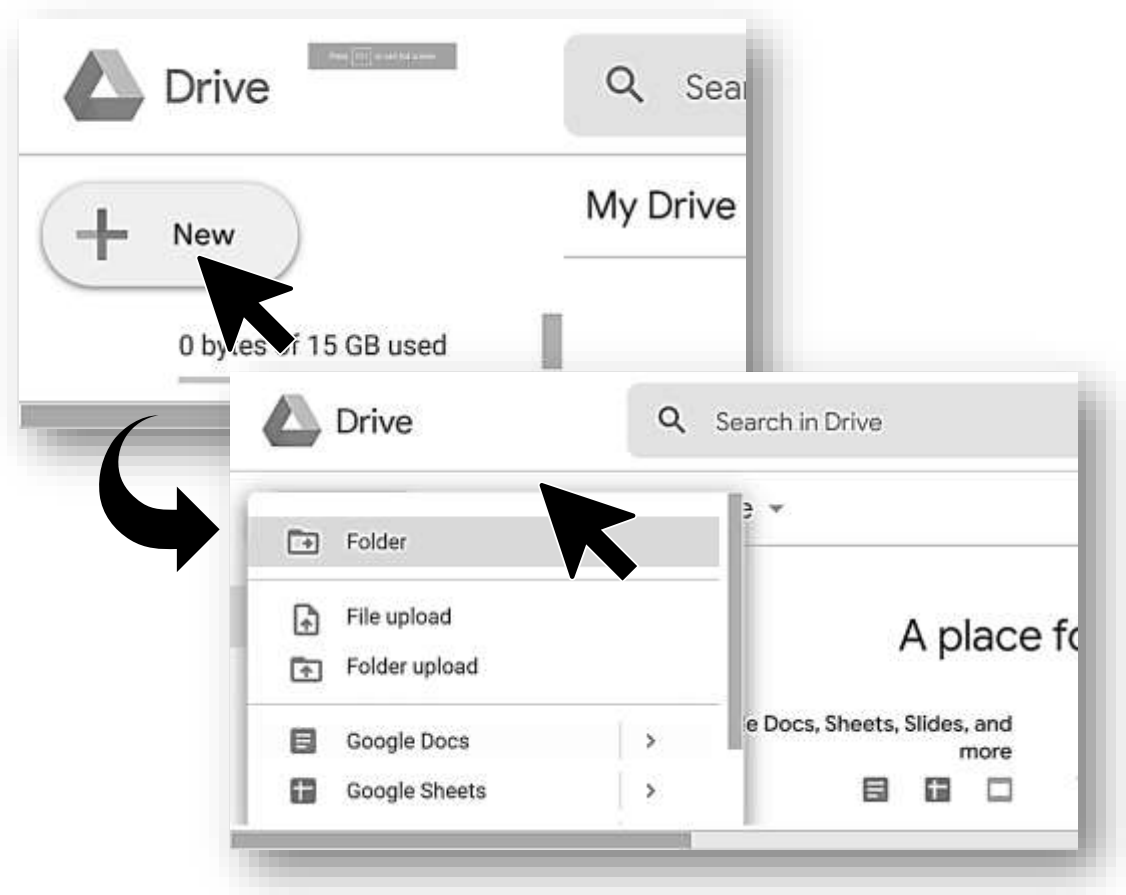 Drive
Sear
New
My Drive
0 bytes of 15 GB used
Drive
Search in Drive
e
Folder
File upload
Folder upload
A place fo
Google Docs
e Docs, Sheets, Slides, and
more
Google Sheets